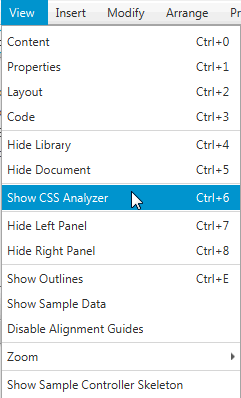 View Insert Modify Arrange
Content Ctrl+0
Properties Ctrl+1
Layout Ctrl+2
Code Ctrl+3
Hide Library Ctrl+4
Hide Document Ctrl+5
Show CSS Analyzer Ctrl+6
Hide Left Panel Ctrl+7
Hide Right Panel Ctrl+8
Show Outlines Ctrl+E
Show Sample Data
Disable Alignment Guides
Zoom
Show Sample Controller Skeleton